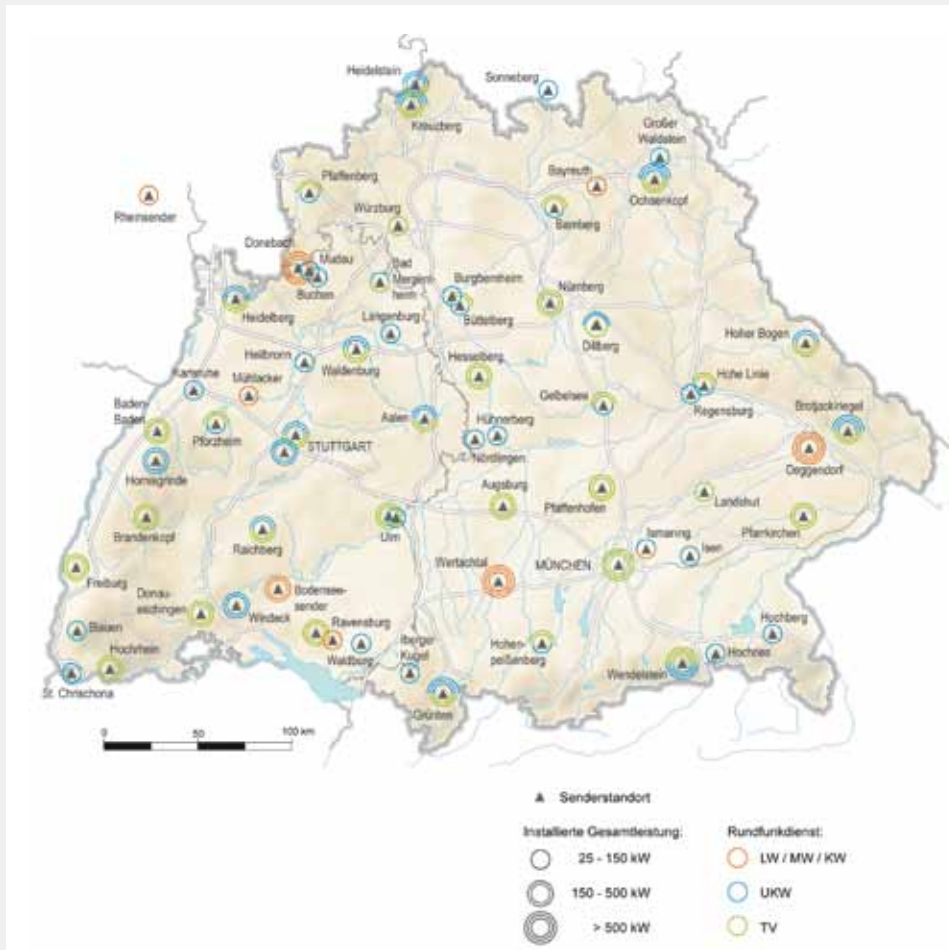 Heidelstein
Sonneberg
Kreuzberg
Großer
Waldstein
Pfaffenberg
Bayreuth
Ochsenkopf
Rheinsender
Würzburg
Bamberg
Donebach
Mudau
Buchen
Bad
Mergent-
heim
Burgbernheim
Büttelberg
Nürnberg
Heidelberg
Langenburg
Dillberg
Hoher Bogen
Heilbronn
Waldenburg
Hesselberg
Karlsruhe
Mühlacker
Hohe Linie
Gelbelsee
Regensburg
Brotjacklriegel
Baden-
Baden
Pforzheim
Aalen
Hühnerberg
STUTTGART
Nördlingen
Deggendorf
Hornisgrinde
Augsburg
Pfaffenhofen
Landshut
Brandenkopf
Raichberg
Ulm
Pfarrkirchen
Ismaning
Isen
Wertachtal
MÜNCHEN
Freiburg
Donau-
eschingen
Bodensee-
sender
Witthoh
Windeck
Ravensburg
Blauen
Waldburg
Iberger
Kugel
Hohen-
peißenberg
Hochberg
Hochries
Hochrhein
Wendelstein
St. Chrischona
Grünten
0 50 100 km
Senderstandort
Installierte Gesamtleistung:
25 - 150 kW
150 - 500 kW
> 500 kW
Rundfunkdienst:
LW / MW / KW
UKW
TV